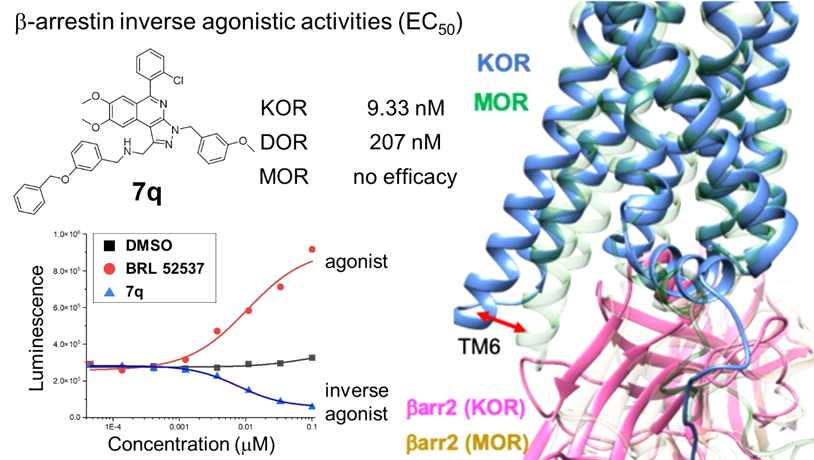 β-arrestin inverse agonistic activities (EC50)
Cl
O
N
O
N
N
O
HN
O
7q
KOR 9.33 nM
DOR 207 nM
MOR no efficacy
KOR
MOR
1.0×10⁶
8.0×10⁵
6.0×10⁵
4.0×10⁵
2.0×10⁵
0.0
Luminescence
DMSO
BRL 52537
7q
agonist
inverse
agonist
1E-4 0.001 0.01 0.1
Concentration (μM)
TM6
βarr2 (KOR)
βarr2 (MOR)